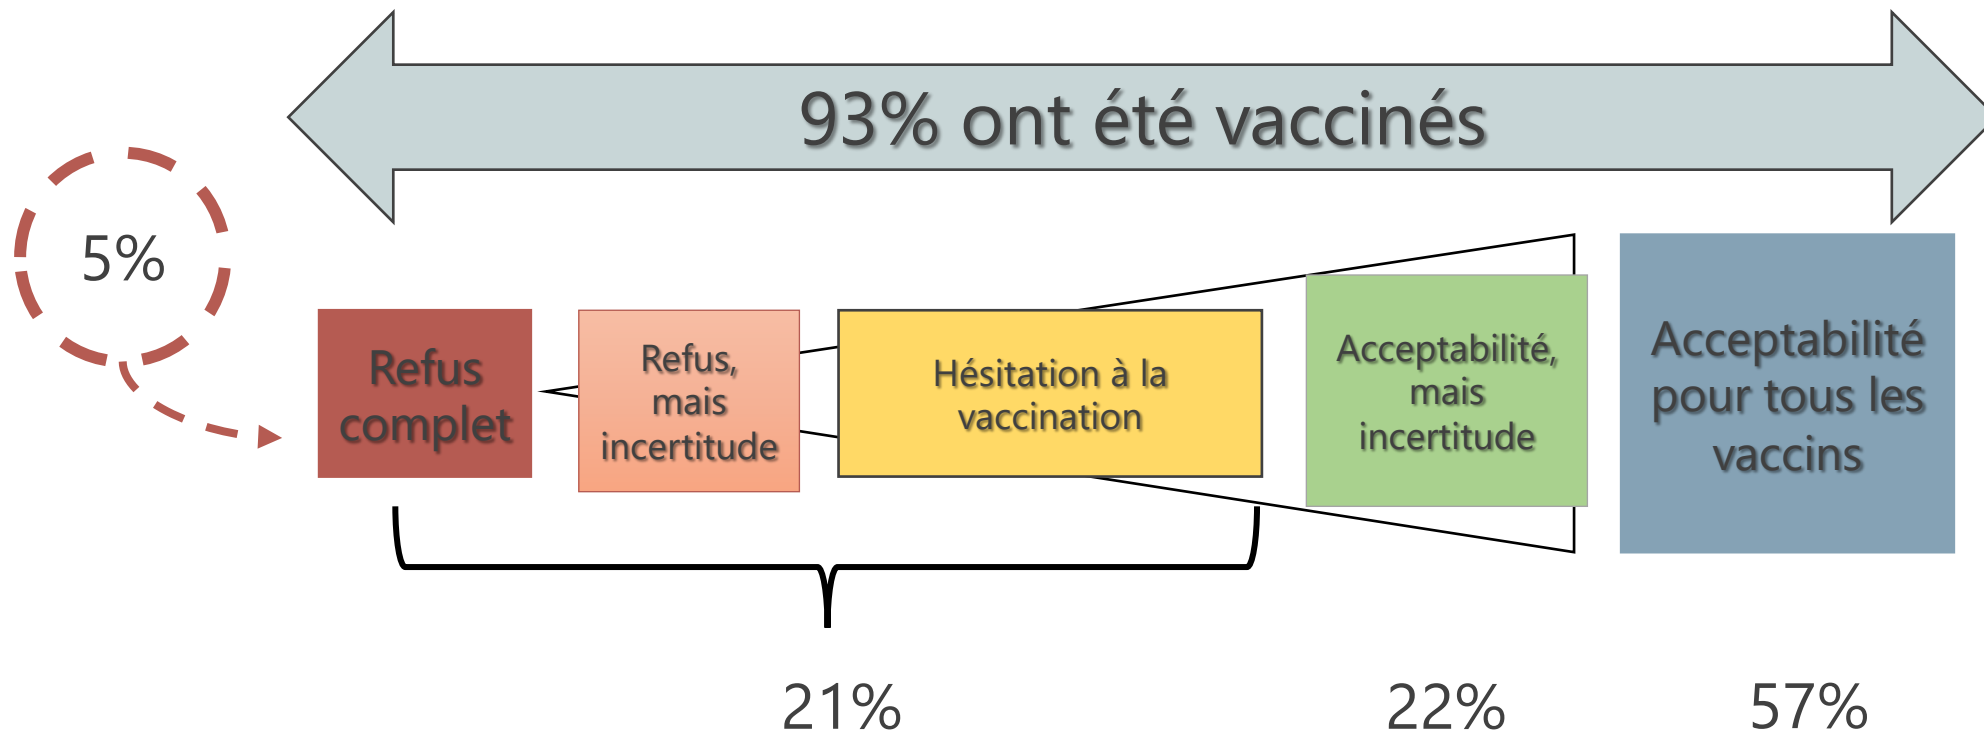 93% ont été vaccinés
5%
Refus
complet
Refus,
mais
incertitude
Hésitation à la
vaccination
Acceptabilité,
mais
incertitude
Acceptabilité
pour tous les
vaccins
21%
22%
57%